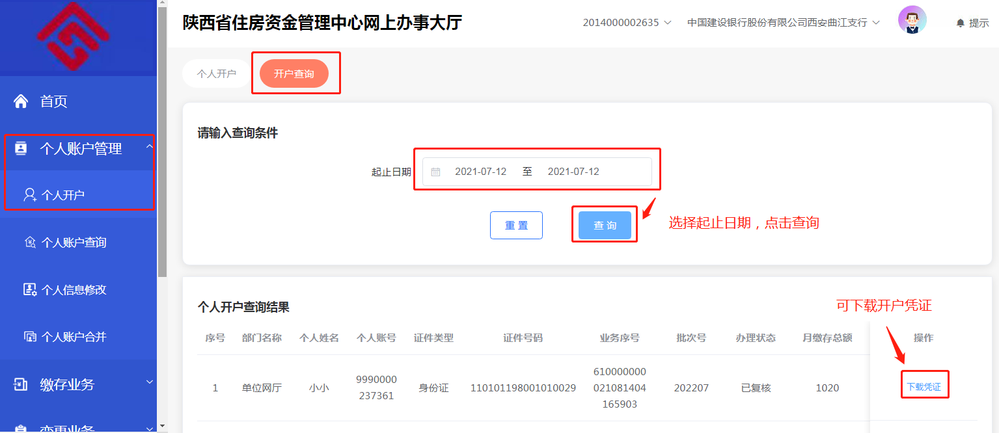 陕西省住房资金管理中心网上办事大厅
2014000002635
中国建设银行股份有限公司西安曲江支行
提示
首页
个人账户管理
个人开户
个人账户查询
个人信息修改
个人账户合并
缴存业务
变更业务
个人开户
开户查询
请输入查询条件
起止日期
2021-07-12 至 2021-07-12
重 置
查 询
选择起止日期，点击查询
个人开户查询结果
可下载开户凭证
序号 部门名称 个人姓名 个人账号 证件类型 证件号码 业务序号 批次号 办理状态 月缴存总额 操作
1 单位网厅 小小 9990000237361 身份证 110101198001010029 610000000021081404165903 202207 已复核 1020 下载凭证